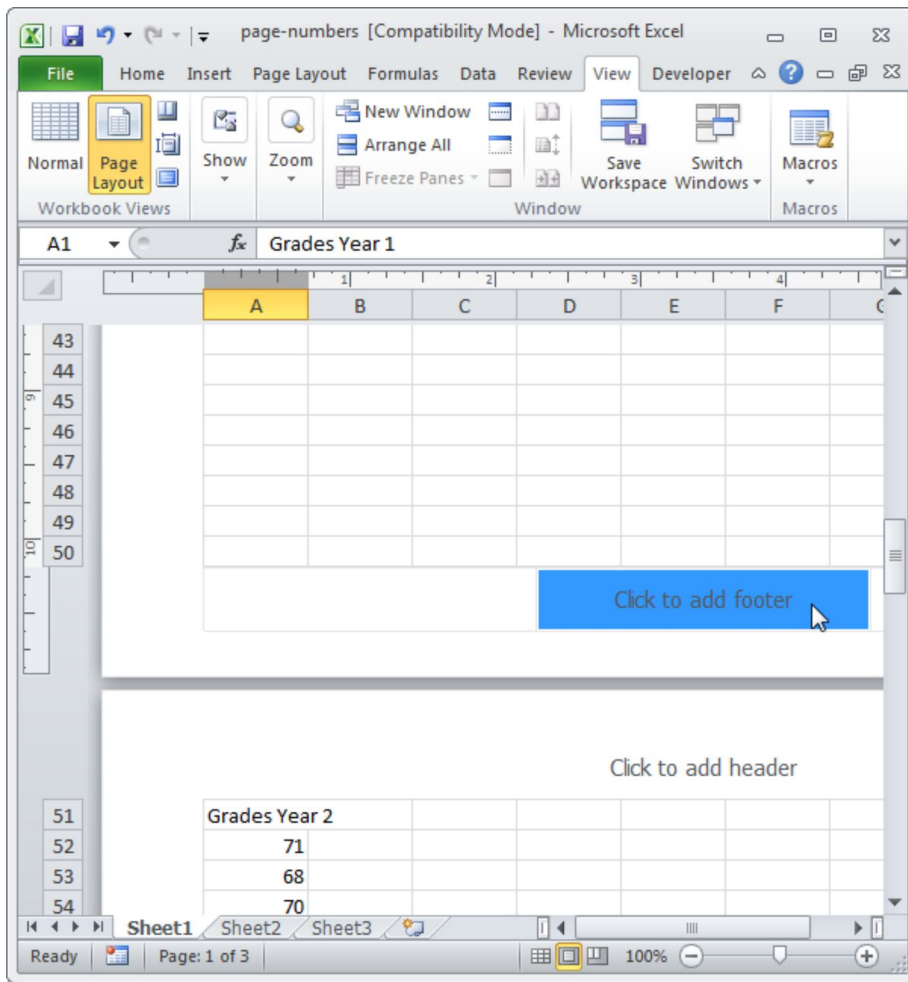 page-numbers [Compatibility Mode] - Microsoft Excel
File Home Insert Page Layout Formulas Data Review View Developer
Normal Page Layout Show Zoom New Window Arrange All Freeze Panes Save Workspace Switch Windows Macros
Workbook Views Window Macros
A1 fx Grades Year 1
1 2 3 4
A B C D E F G
43
44
9 45
46
47
48
49
10 50
Click to add footer
Click to add header
51 Grades Year 2
52 71
53 68
54 70
Sheet1 Sheet2 Sheet3
Ready Page: 1 of 3 100%